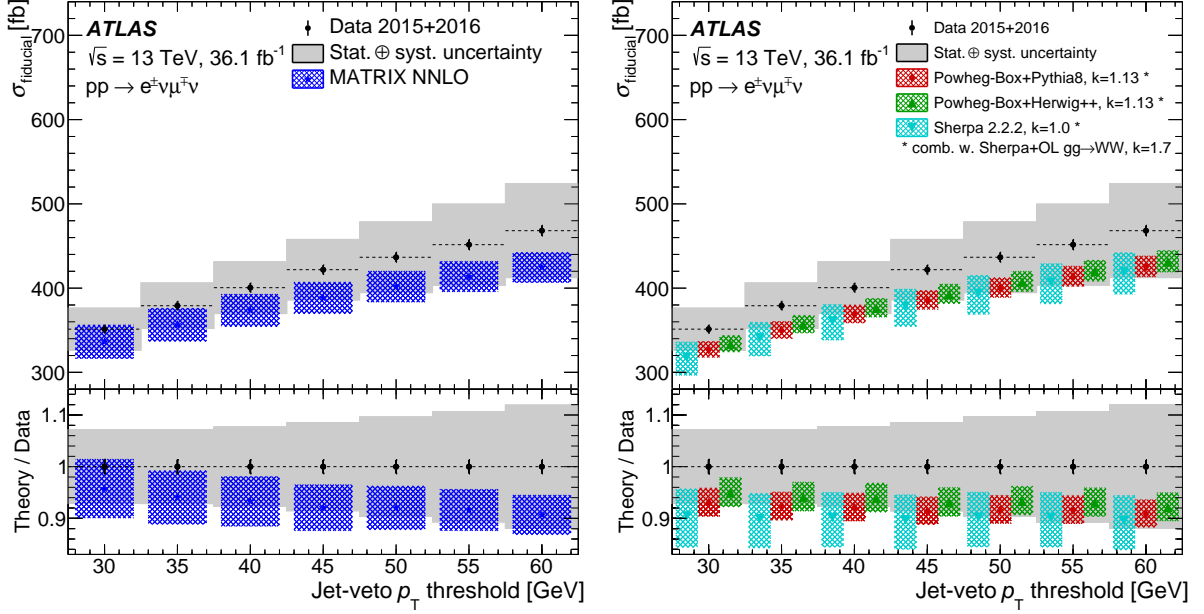 ATLAS
√s = 13 TeV, 36.1 fb⁻¹
pp → e±νμ∓ν
Data 2015+2016
Stat. ⊕ syst. uncertainty
MATRIX NNLO
σfiducial [fb]
700
600
500
400
300
Theory / Data
1.1
1
0.9
30 35 40 45 50 55 60
Jet-veto pT threshold [GeV]
ATLAS
√s = 13 TeV, 36.1 fb⁻¹
pp → e±νμ∓ν
Data 2015+2016
Stat. ⊕ syst. uncertainty
Powheg-Box+Pythia8, k=1.13 *
Powheg-Box+Herwig++, k=1.13 *
Sherpa 2.2.2, k=1.0 *
* comb. w. Sherpa+OL gg→WW, k=1.7
σfiducial [fb]
700
600
500
400
300
Theory / Data
1.1
1
0.9
30 35 40 45 50 55 60
Jet-veto pT threshold [GeV]